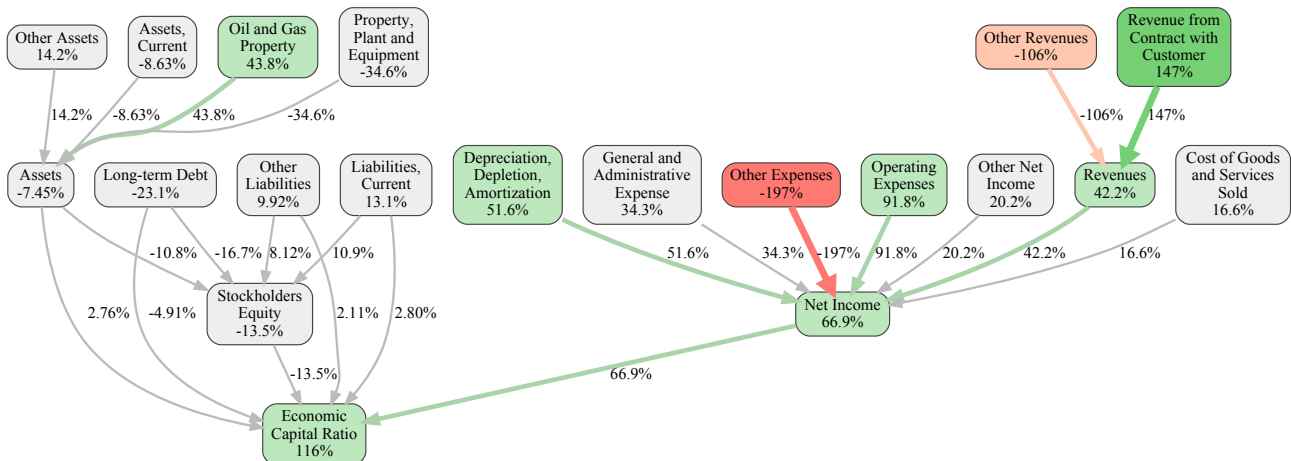 Other Assets
14.2%
Assets,
Current
-8.63%
Oil and Gas
Property
43.8%
Property,
Plant and
Equipment
-34.6%
Other Revenues
-106%
Revenue from
Contract with
Customer
147%
14.2%
-8.63%
43.8%
-34.6%
-106%
147%
Assets
-7.45%
Long-term Debt
-23.1%
Other
Liabilities
9.92%
Liabilities,
Current
13.1%
Depreciation,
Depletion,
Amortization
51.6%
General and
Administrative
Expense
34.3%
Other Expenses
-197%
Operating
Expenses
91.8%
Other Net
Income
20.2%
Revenues
42.2%
Cost of Goods
and Services
Sold
16.6%
-10.8%
-16.7%
8.12%
10.9%
51.6%
34.3%
-197%
91.8%
20.2%
42.2%
16.6%
Stockholders
Equity
-13.5%
Net Income
66.9%
2.76%
-4.91%
2.11%
2.80%
-13.5%
66.9%
Economic
Capital Ratio
116%